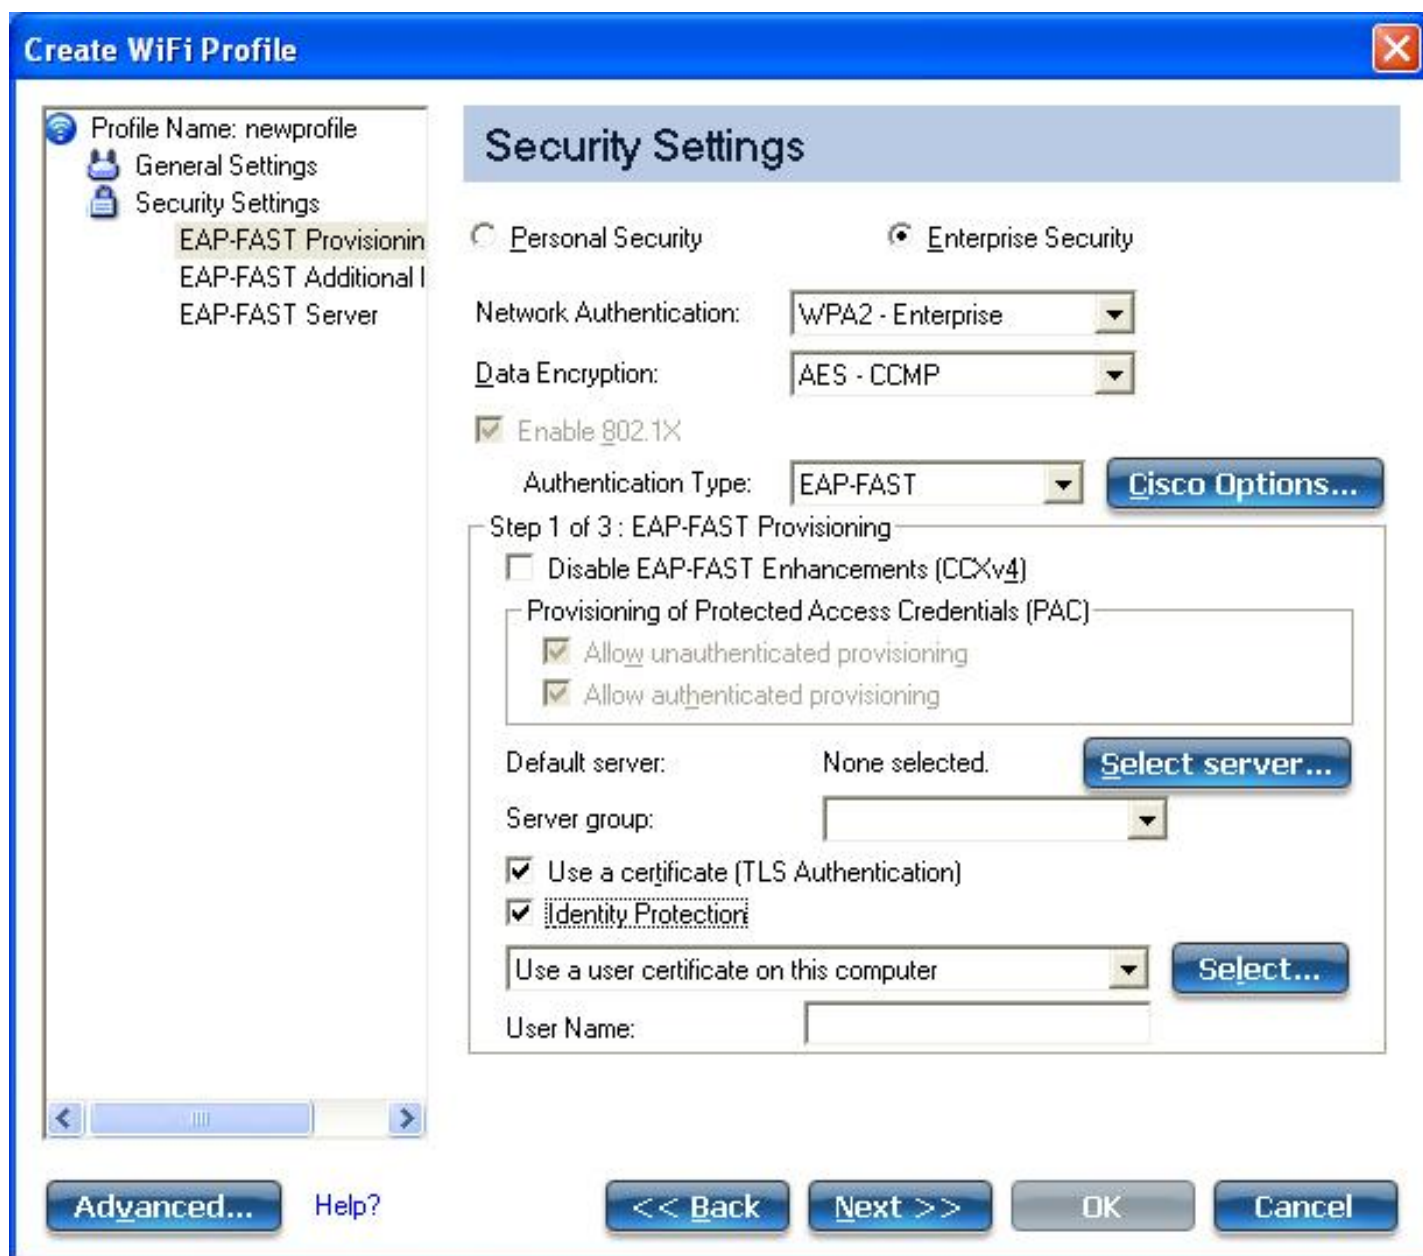 Create WiFi Profile
Profile Name: newprofile
General Settings
Security Settings
EAP-FAST Provisionin
EAP-FAST Additional I
EAP-FAST Server
Security Settings
Personal Security
Enterprise Security
Network Authentication:
WPA2 - Enterprise
Data Encryption:
AES - CCMP
Enable 802.1X
Authentication Type:
EAP-FAST
Cisco Options...
Step 1 of 3 : EAP-FAST Provisioning
Disable EAP-FAST Enhancements (CCXv4)
Provisioning of Protected Access Credentials (PAC)
Allow unauthenticated provisioning
Allow authenticated provisioning
Default server:
None selected.
Select server...
Server group:
Use a certificate (TLS Authentication)
Identity Protection
Use a user certificate on this computer
Select...
User Name:
Advanced...
Help?
<< Back
Next >>
OK
Cancel